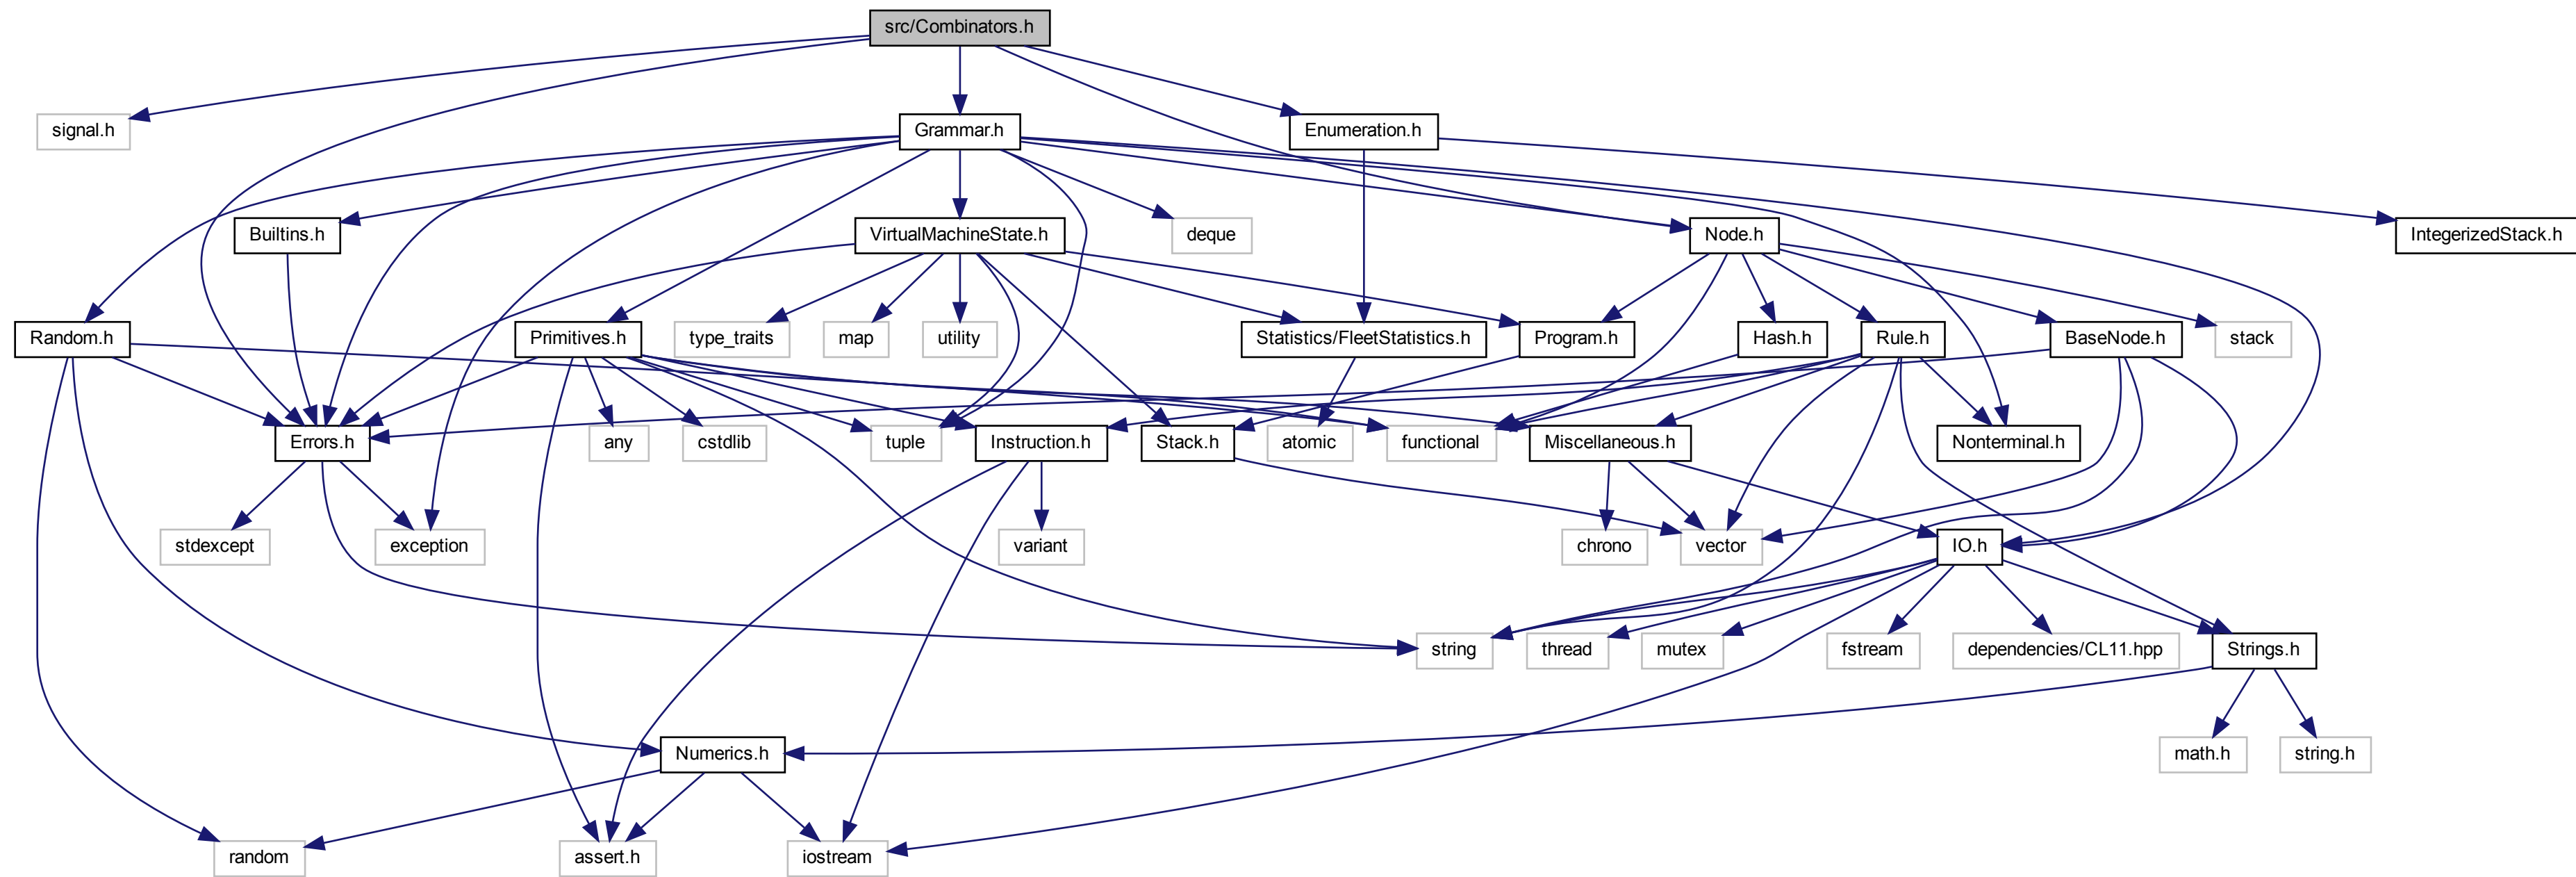 src/Combinators.h
signal.h
Grammar.h
Enumeration.h
Builtins.h
VirtualMachineState.h
deque
Node.h
IntegerizedStack.h
Random.h
Primitives.h
type_traits
map
utility
Statistics/FleetStatistics.h
Program.h
Hash.h
Rule.h
BaseNode.h
stack
Errors.h
any
cstdlib
tuple
Instruction.h
Stack.h
atomic
functional
Miscellaneous.h
Nonterminal.h
stdexcept
exception
variant
chrono
vector
IO.h
string
thread
mutex
fstream
dependencies/CL11.hpp
Strings.h
Numerics.h
math.h
string.h
random
assert.h
iostream